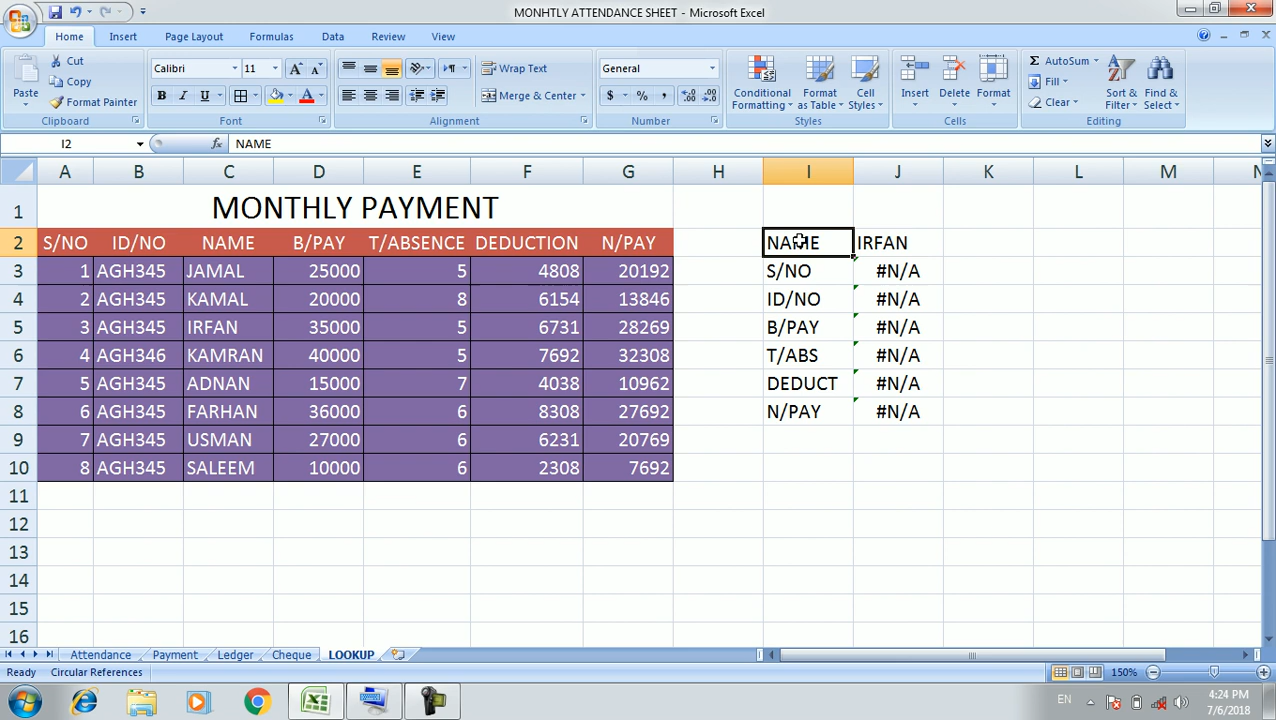 MONHTLY ATTENDANCE SHEET - Microsoft Excel
Home Insert Page Layout Formulas Data Review View
Paste Cut Copy Format Painter
Calibri 11
B I U A A A
Wrap Text
Merge & Center
General
$ % ,
Conditional Formatting Format as Table Cell Styles
Insert Delete Format
Σ AutoSum Fill Clear
Sort & Filter Find & Select
Clipboard Font Alignment Number Styles Cells Editing
I2 fx NAME
A B C D E F G H I J K L M N
1 MONTHLY PAYMENT
2 S/NO ID/NO NAME B/PAY T/ABSENCE DEDUCTION N/PAY NAME IRFAN
3 1 AGH345 JAMAL 25000 5 4808 20192 S/NO #N/A
4 2 AGH345 KAMAL 20000 8 6154 13846 ID/NO #N/A
5 3 AGH345 IRFAN 35000 5 6731 28269 B/PAY #N/A
6 4 AGH346 KAMRAN 40000 5 7692 32308 T/ABS #N/A
7 5 AGH345 ADNAN 15000 7 4038 10962 DEDUCT #N/A
8 6 AGH345 FARHAN 36000 6 8308 27692 N/PAY #N/A
9 7 AGH345 USMAN 27000 6 6231 20769
10 8 AGH345 SALEEM 10000 6 2308 7692
11
12
13
14
15
16
Attendance Payment Ledger Cheque LOOKUP
Ready Circular References 150%
EN 4:24 PM
7/6/2018